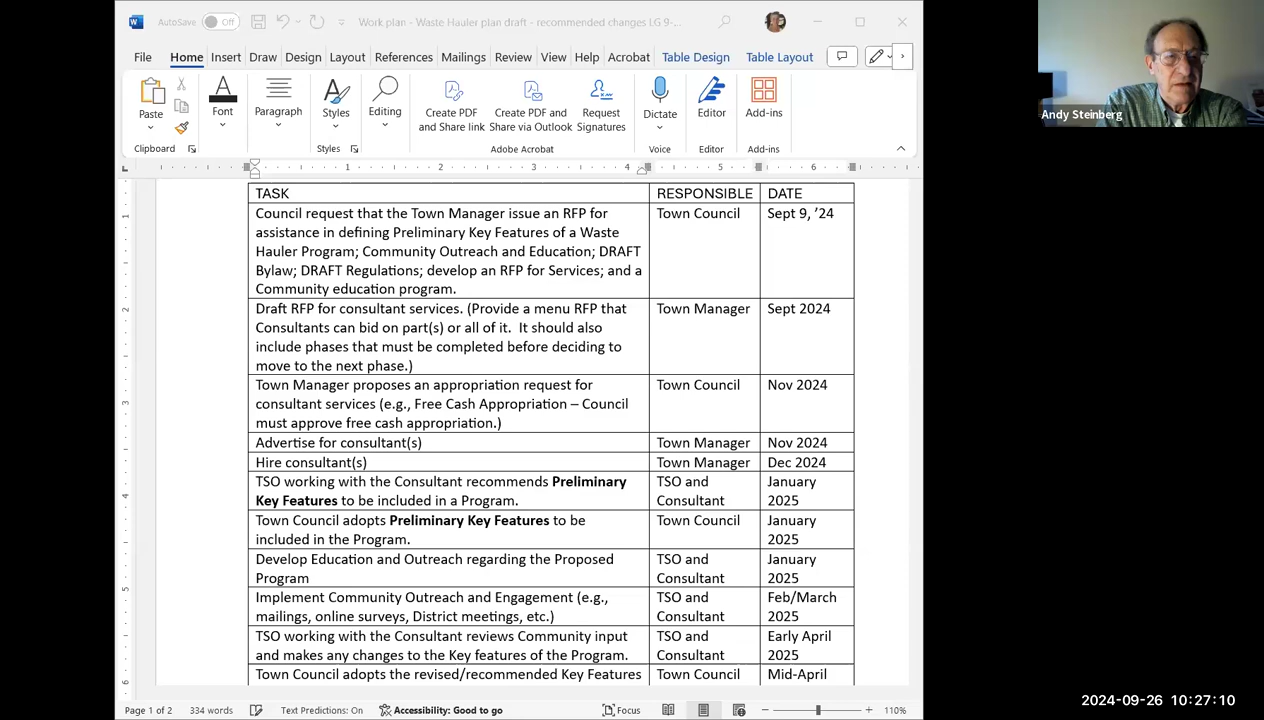 AutoSave Off Work plan - Waste Hauler plan draft - recommended changes LG 9-...
File Home Insert Draw Design Layout References Mailings Review View Help Acrobat Table Design Table Layout
Paste Font Paragraph Styles Editing Create PDF and Share link Create PDF and Share via Outlook Request Signatures Dictate Editor Add-ins
Clipboard Styles Adobe Acrobat Voice Editor Add-ins
Andy Steinberg
1 2 3 4 5 6
TASK RESPONSIBLE DATE
Council request that the Town Manager issue an RFP for Town Council Sept 9, ’24
assistance in defining Preliminary Key Features of a Waste
Hauler Program; Community Outreach and Education; DRAFT
Bylaw; DRAFT Regulations; develop an RFP for Services; and a
Community education program.
Draft RFP for consultant services. (Provide a menu RFP that Town Manager Sept 2024
Consultants can bid on part(s) or all of it.  It should also
include phases that must be completed before deciding to
move to the next phase.)
Town Manager proposes an appropriation request for Town Council Nov 2024
consultant services (e.g., Free Cash Appropriation – Council
must approve free cash appropriation.)
Advertise for consultant(s) Town Manager Nov 2024
Hire consultant(s) Town Manager Dec 2024
TSO working with the Consultant recommends Preliminary TSO and January
Key Features to be included in a Program. Consultant 2025
Town Council adopts Preliminary Key Features to be Town Council January
included in the Program. 2025
Develop Education and Outreach regarding the Proposed TSO and January
Program Consultant 2025
Implement Community Outreach and Engagement (e.g., TSO and Feb/March
mailings, online surveys, District meetings, etc.) Consultant 2025
TSO working with the Consultant reviews Community input TSO and Early April
and makes any changes to the Key features of the Program. Consultant 2025
Town Council adopts the revised/recommended Key Features Town Council Mid-April
Page 1 of 2 334 words Text Predictions: On Accessibility: Good to go Focus 110%
2024-09-26 10:27:10